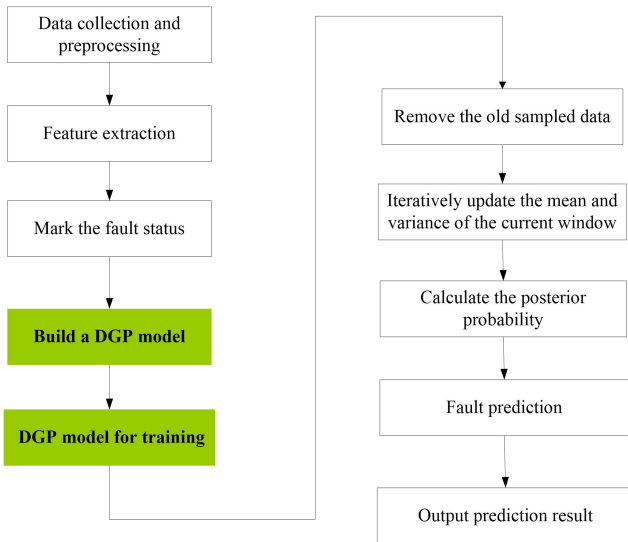 Data collection and
preprocessing
Feature extraction
Mark the fault status
Build a DGP model
DGP model for training
Remove the old sampled data
Iteratively update the mean and
variance of the current window
Calculate the posterior
probability
Fault prediction
Output prediction result